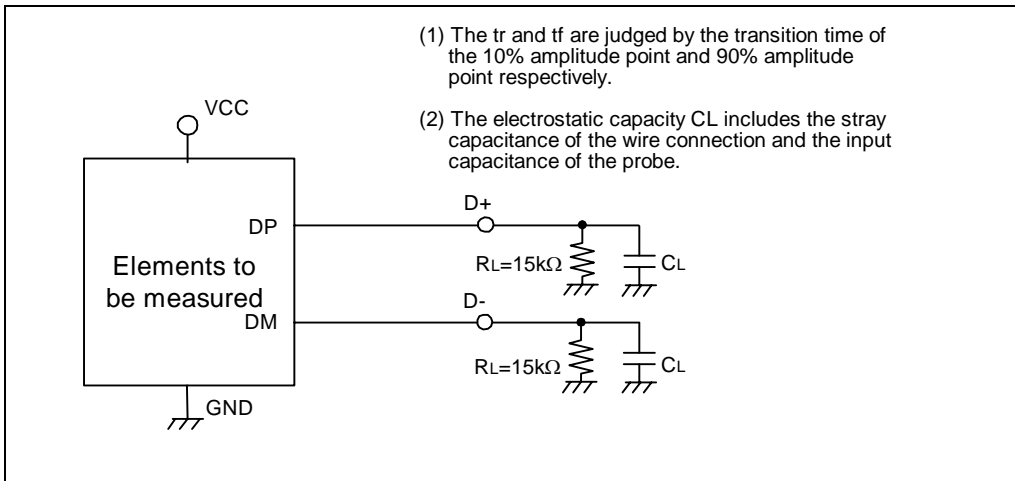 (1) The tr and tf are judged by the transition time of
the 10% amplitude point and 90% amplitude
point respectively.
(2) The electrostatic capacity CL includes the stray
capacitance of the wire connection and the input
capacitance of the probe.
VCC
D+
DP
RL=15kΩ
CL
Elements to
be measured
D-
DM
RL=15kΩ
CL
GND